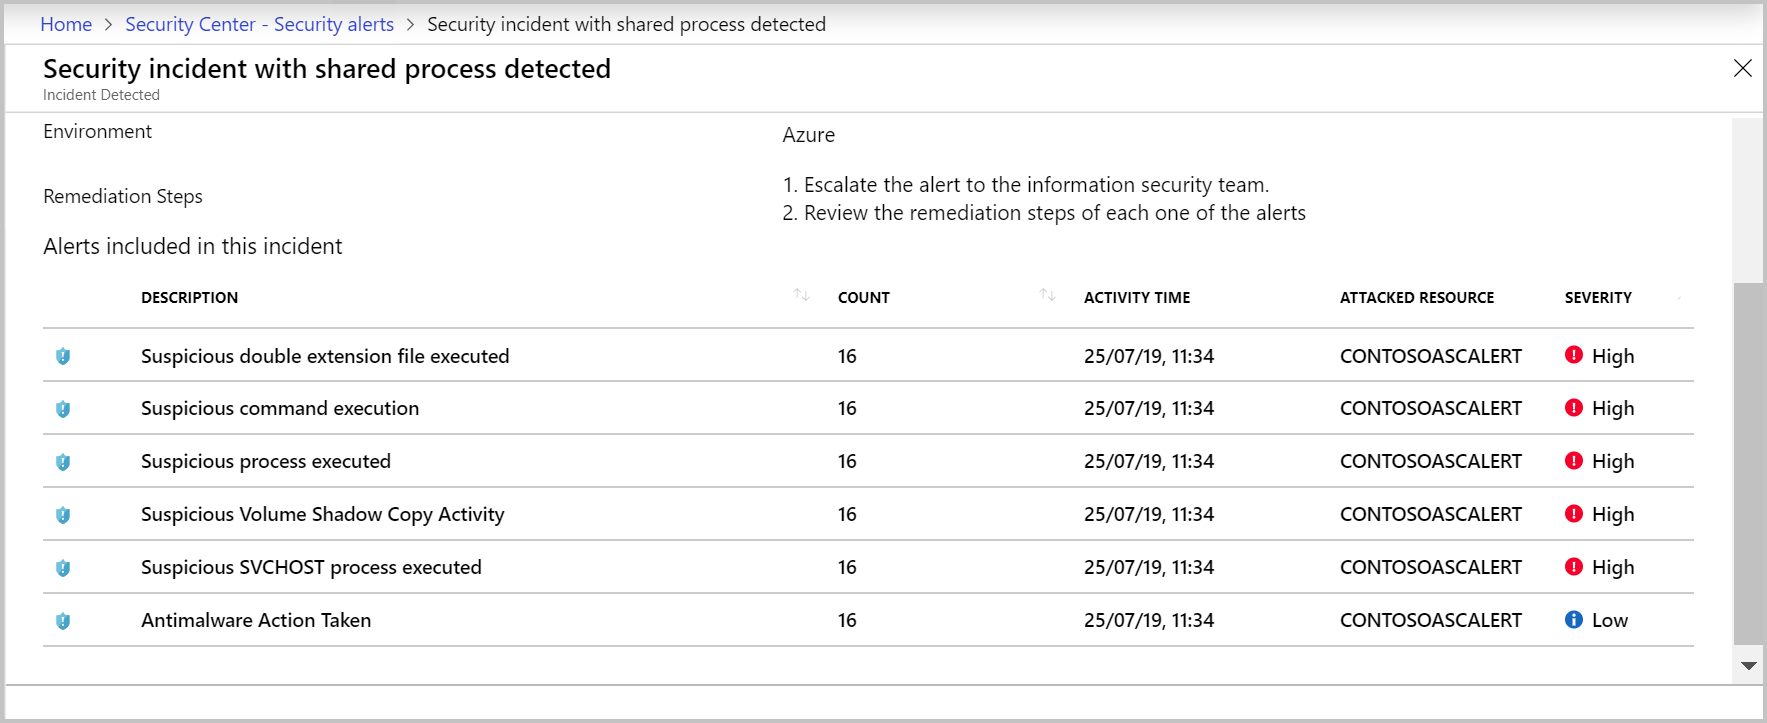 Home > Security Center - Security alerts > Security incident with shared process detected
Security incident with shared process detected
Incident Detected
Environment
Azure
Remediation Steps
1. Escalate the alert to the information security team.
2. Review the remediation steps of each one of the alerts
Alerts included in this incident
DESCRIPTION COUNT ACTIVITY TIME ATTACKED RESOURCE SEVERITY
Suspicious double extension file executed 16 25/07/19, 11:34 CONTOSOASCALERT High
Suspicious command execution 16 25/07/19, 11:34 CONTOSOASCALERT High
Suspicious process executed 16 25/07/19, 11:34 CONTOSOASCALERT High
Suspicious Volume Shadow Copy Activity 16 25/07/19, 11:34 CONTOSOASCALERT High
Suspicious SVCHOST process executed 16 25/07/19, 11:34 CONTOSOASCALERT High
Antimalware Action Taken 16 25/07/19, 11:34 CONTOSOASCALERT Low